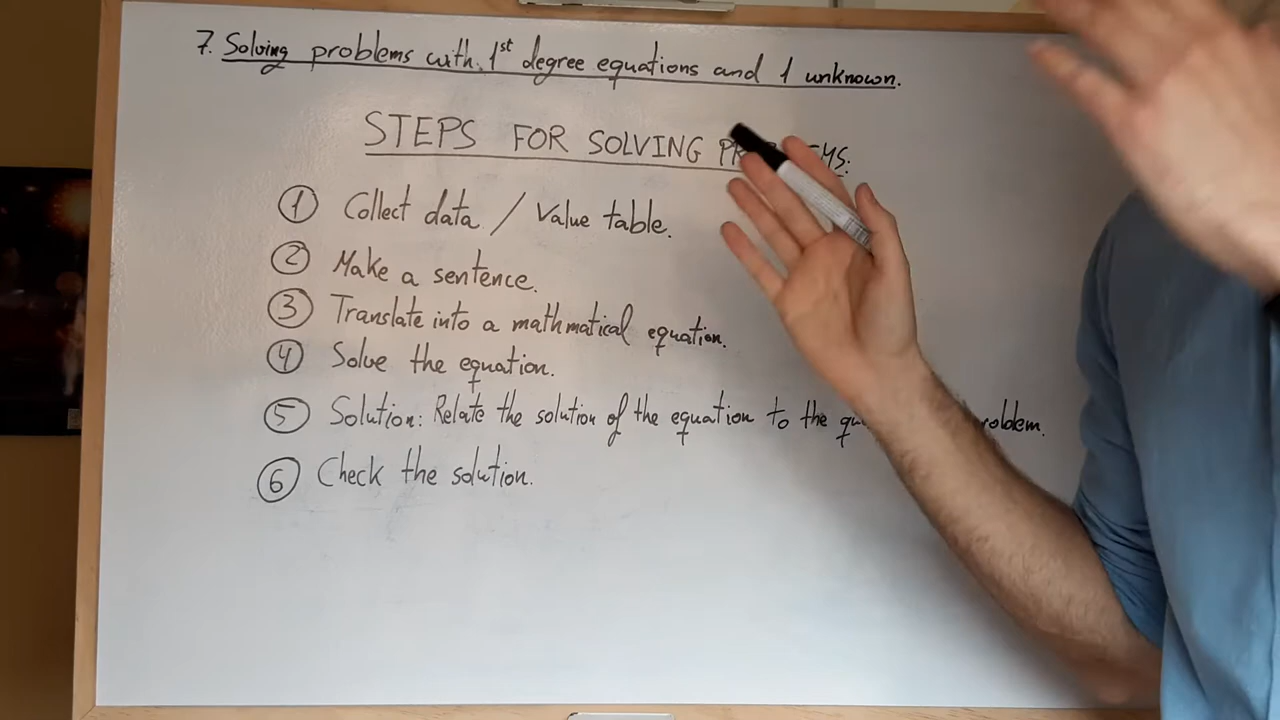 7. Solving problems with 1st degree equations and 1 unknown.
STEPS FOR SOLVING
1 Collect data / Value table.
2 Make a sentence.
3 Translate into a mathmatical equation.
4 Solve the equation.
5 Solution: Relate the solution of the equation to the
6 Check the solution.